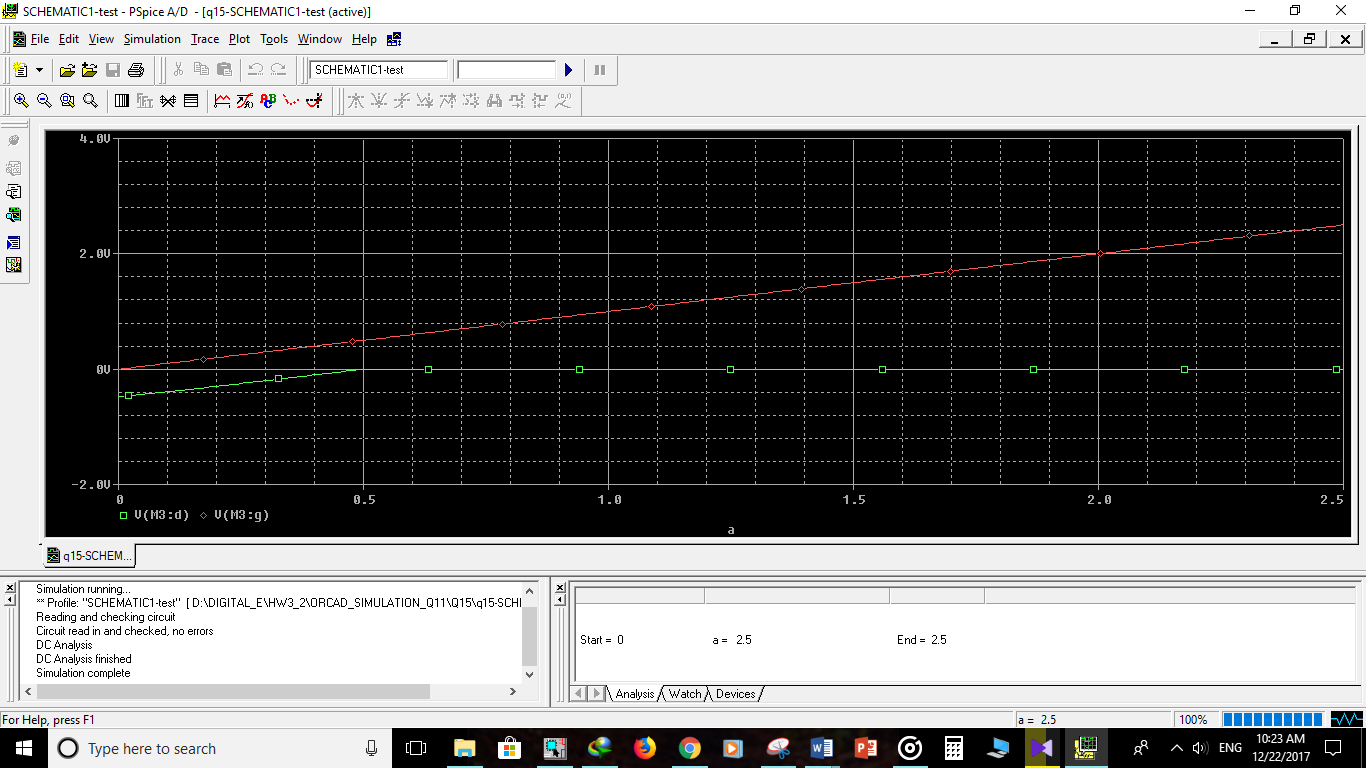 SCHEMATIC1-test - PSpice A/D - [q15-SCHEMATIC1-test (active)]
File Edit View Simulation Trace Plot Tools Window Help
SCHEMATIC1-test
4.0V
2.0V
0V
-2.0V
0 0.5 1.0 1.5 2.0 2.5
V(M3:d) V(M3:g)
a
q15-SCHEM...
Simulation running...
** Profile: "SCHEMATIC1-test" [ D:\DIGITAL_E\HW3_2\ORCAD_SIMULATION_Q11\Q15\q15-SCHI
Reading and checking circuit
Circuit read in and checked, no errors
DC Analysis
DC Analysis finished
Simulation complete
Start = 0 a = 2.5 End = 2.5
Analysis Watch Devices
For Help, press F1 a = 2.5 100%
Type here to search ENG 10:23 AM
12/22/2017